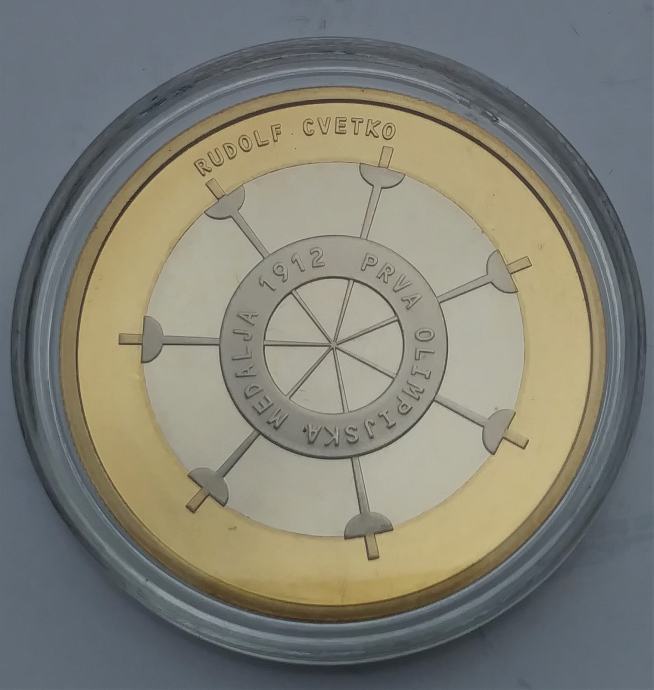 RUDOLF CVETKO
PRVA OLIMPIJSKA MEDALJA 1912